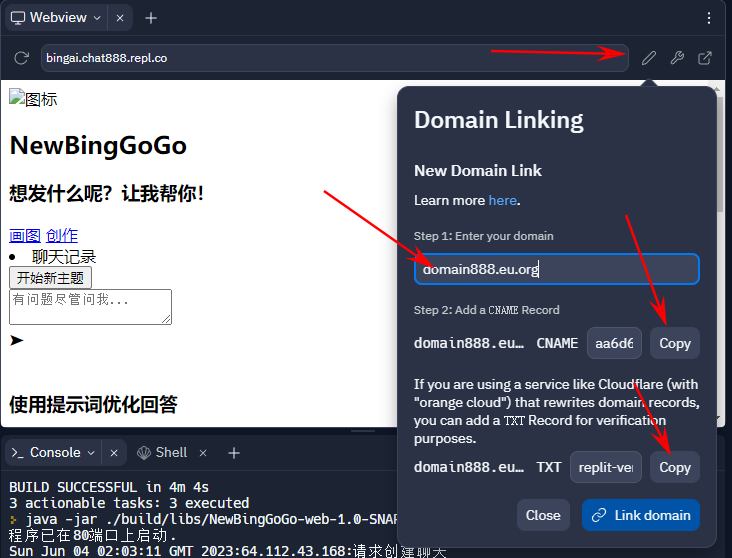 Webview
bingai.chat888.repl.co
图标
NewBingGoGo
想发什么呢？让我帮你！
画图 创作
聊天记录
开始新主题
有问题尽管问我...
使用提示词优化回答
Domain Linking
New Domain Link
Learn more here.
Step 1: Enter your domain
domain888.eu.org
Step 2: Add a CNAME Record
domain888.eu… CNAME aa6d6 Copy
If you are using a service like Cloudflare (with
"orange cloud") that rewrites domain records,
you can add a TXT Record for verification
purposes.
domain888.eu… TXT replit-ver Copy
Close Link domain
Console Shell
BUILD SUCCESSFUL in 4m 4s
3 actionable tasks: 3 executed
java -jar ./build/libs/NewBingGoGo-web-1.0-SNAP
程序已在80端口上启动.
Sun Jun 04 02:03:11 GMT 2023:64.112.43.168:请求创建聊天